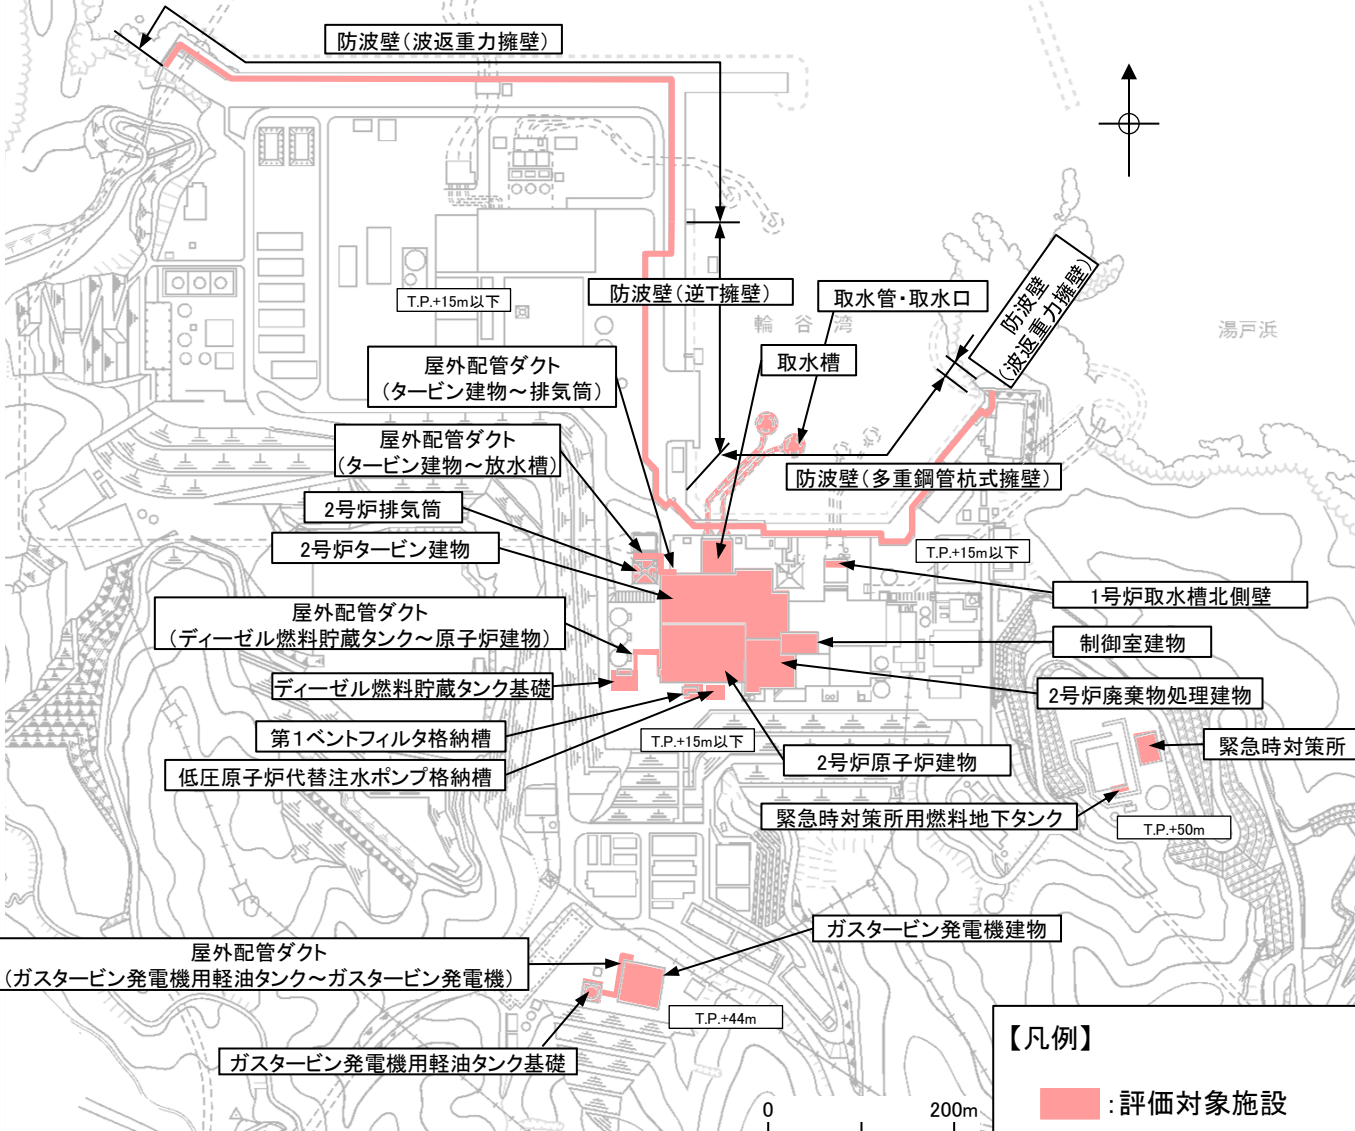 防波壁(波返重力擁壁)
防波壁(逆T擁壁)
取水管・取水口
防波壁
(波返重力擁壁)
T.P.+15m以下
輪谷湾
湯戸浜
屋外配管ダクト
(タービン建物～排気筒)
取水槽
屋外配管ダクト
(タービン建物～放水槽)
防波壁(多重鋼管杭式擁壁)
2号炉排気筒
2号炉タービン建物
T.P.+15m以下
1号炉取水槽北側壁
屋外配管ダクト
(ディーゼル燃料貯蔵タンク～原子炉建物)
制御室建物
ディーゼル燃料貯蔵タンク基礎
2号炉廃棄物処理建物
第1ベントフィルタ格納槽
T.P.+15m以下
緊急時対策所
2号炉原子炉建物
低圧原子炉代替注水ポンプ格納槽
緊急時対策所用燃料地下タンク
T.P.+50m
ガスタービン発電機建物
屋外配管ダクト
(ガスタービン発電機用軽油タンク～ガスタービン発電機)
T.P.+44m
ガスタービン発電機用軽油タンク基礎
【凡例】
:評価対象施設
0 200m